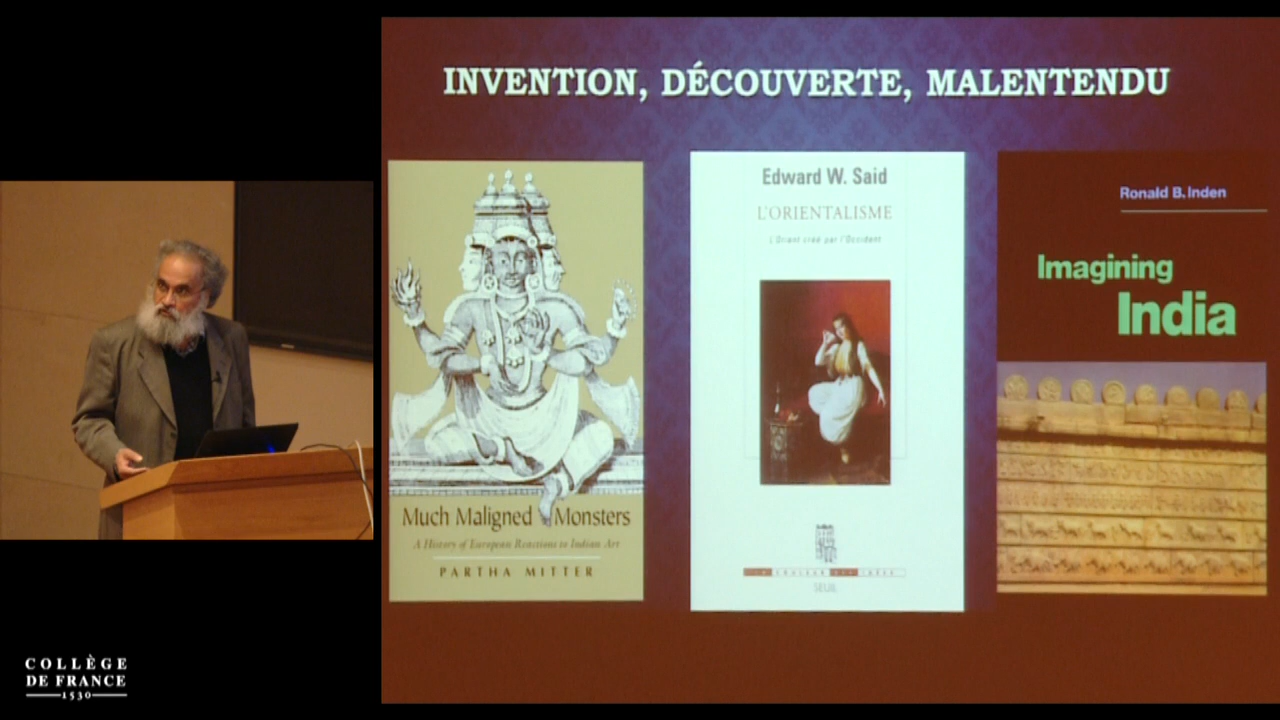 INVENTION, DÉCOUVERTE, MALENTENDU
Much Maligned Monsters
A History of European Reactions to Indian Art
PARTHA MITTER
Edward W. Said
L'ORIENTALISME
L'Orient créé par l'Occident
SEUIL
Ronald B. Inden
Imagining
India
COLLÈGE
DE FRANCE
1530